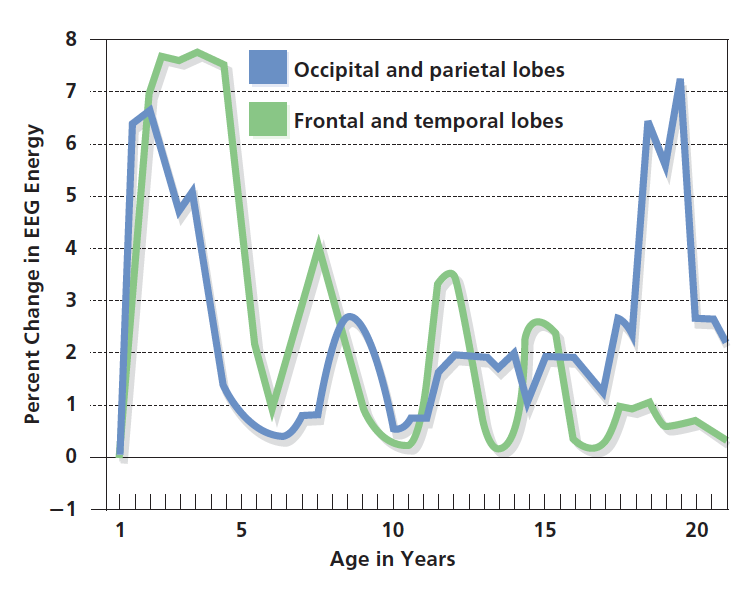 8
7
6
5
4
3
2
1
0
−1
Percent Change in EEG Energy
Occipital and parietal lobes
Frontal and temporal lobes
1 5 10 15 20
Age in Years